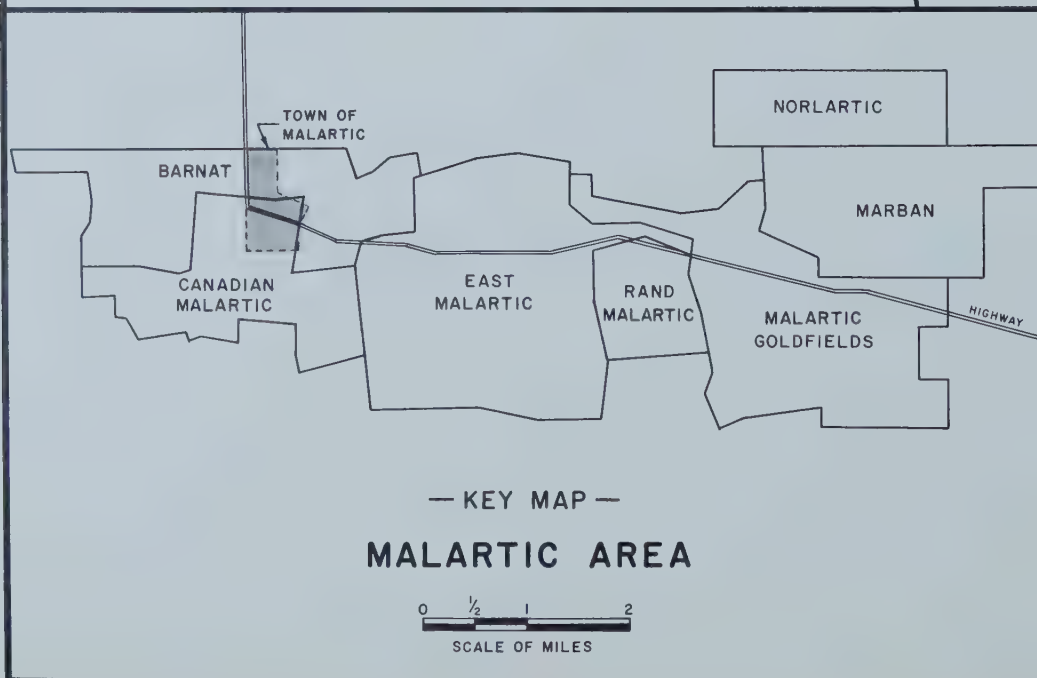 TOWN OF
MALARTIC
NORLARTIC
BARNAT
MARBAN
CANADIAN
MALARTIC
EAST
MALARTIC
RAND
MALARTIC
MALARTIC
GOLDFIELDS
HIGHWAY
— KEY MAP —
MALARTIC AREA
0 ½ 1 2
SCALE OF MILES